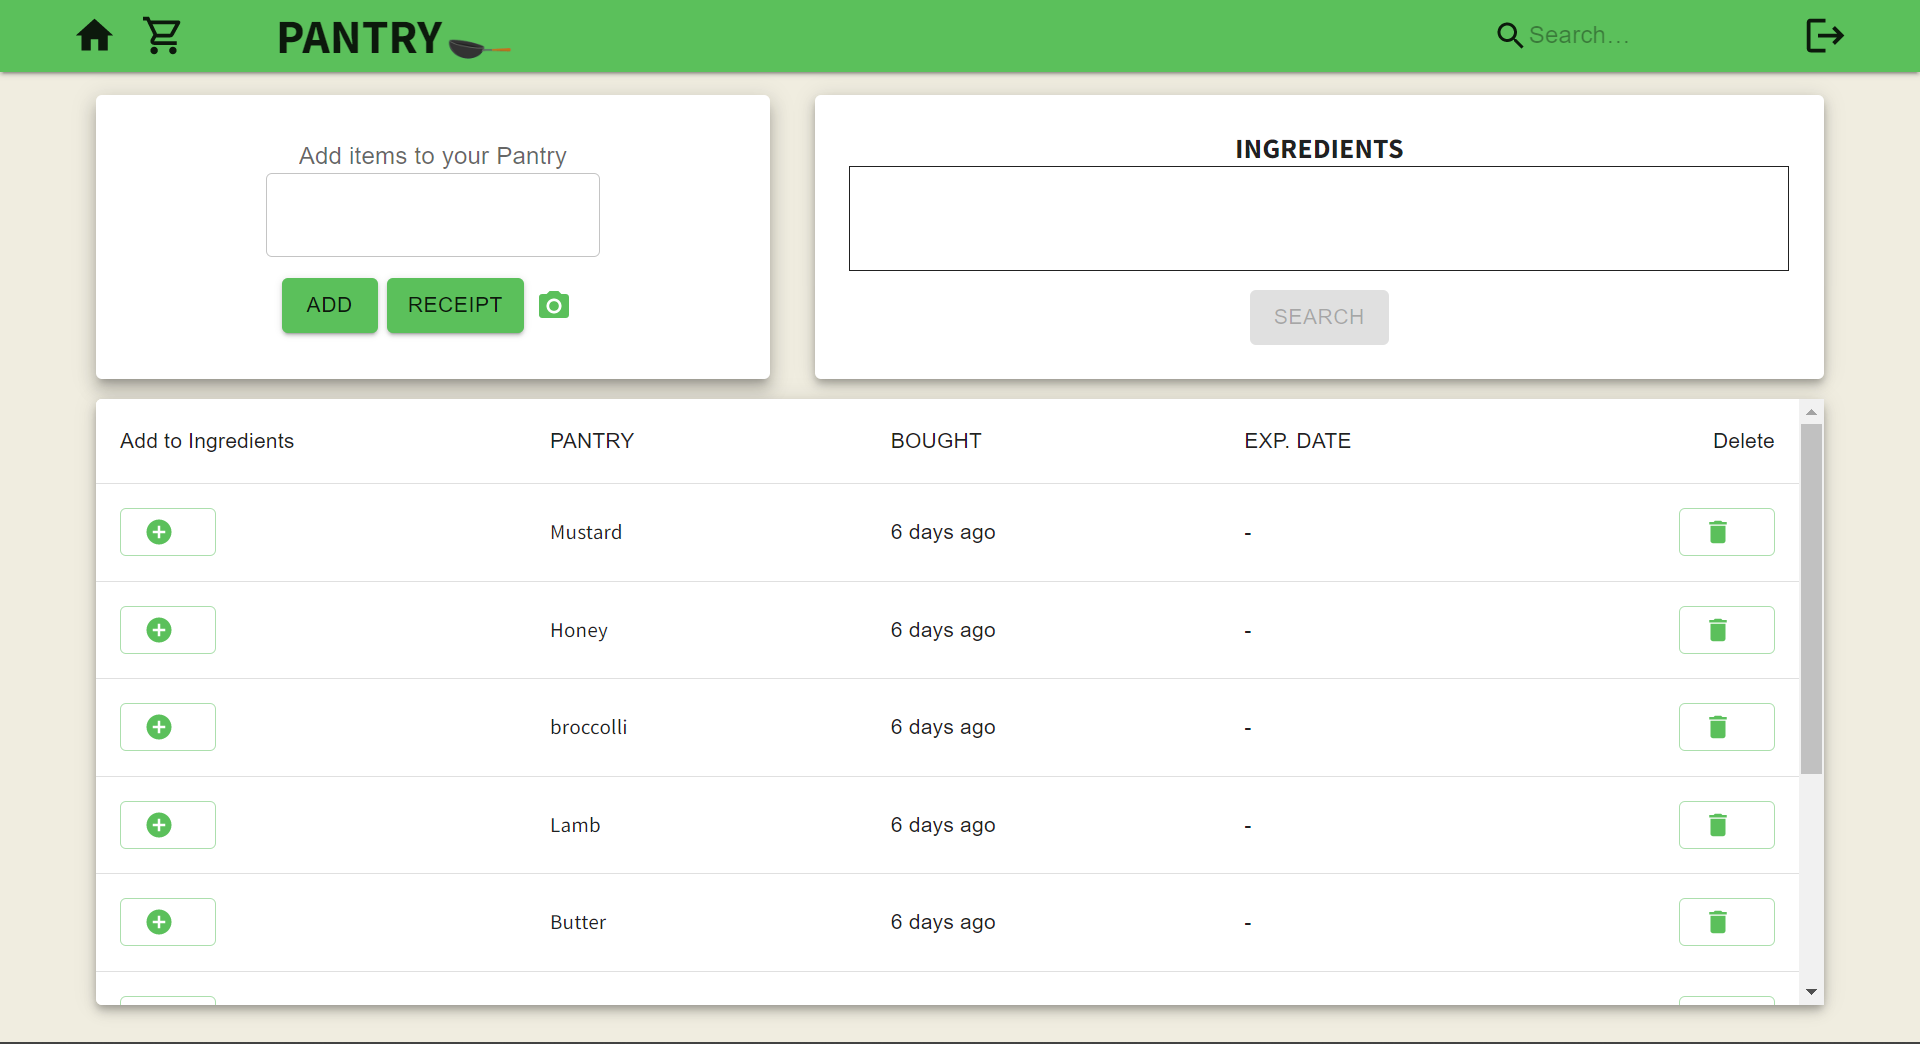 PANTRY
Search...
Add items to your Pantry
ADD RECEIPT
INGREDIENTS
SEARCH
Add to Ingredients PANTRY BOUGHT EXP. DATE Delete
Mustard 6 days ago -
Honey 6 days ago -
broccolli 6 days ago -
Lamb 6 days ago -
Butter 6 days ago -